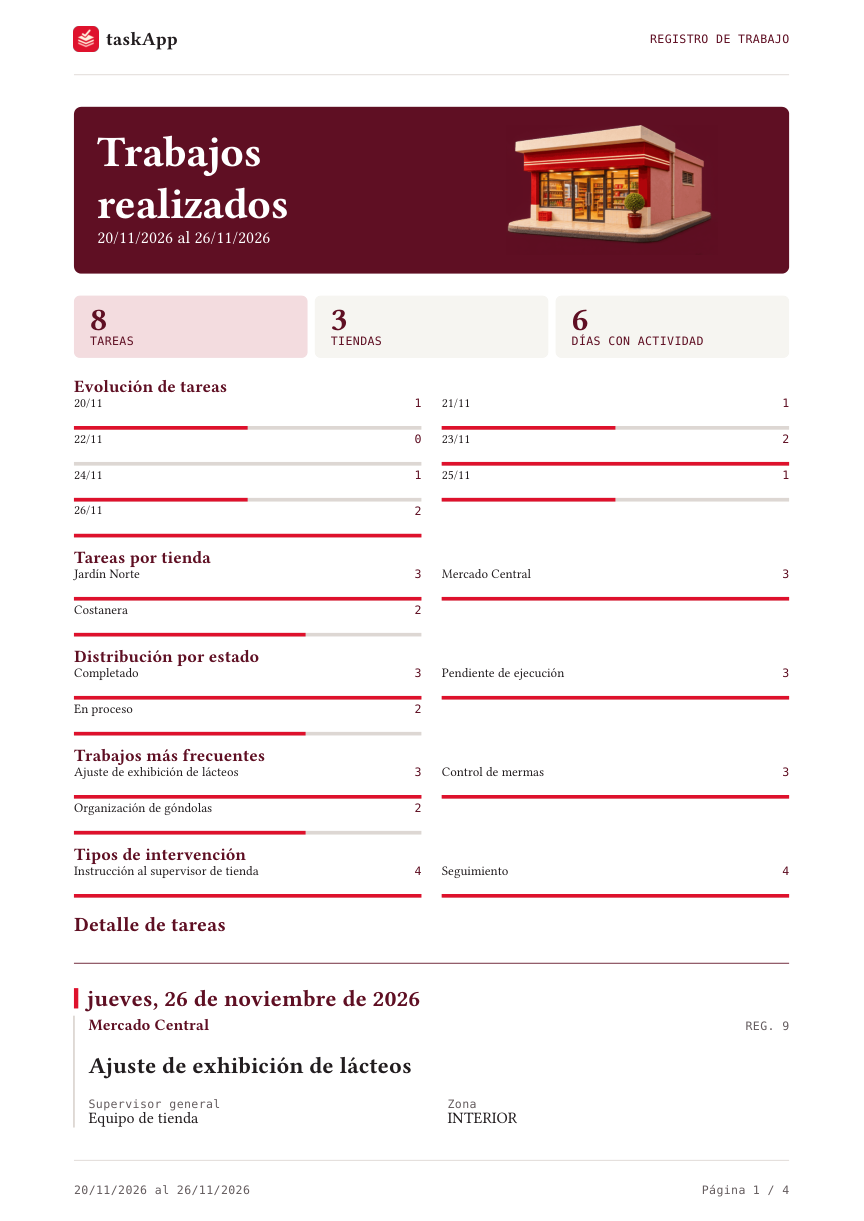 taskApp
REGISTRO DE TRABAJO
Trabajos
realizados
20/11/2026 al 26/11/2026
8
TAREAS
3
TIENDAS
6
DÍAS CON ACTIVIDAD
Evolución de tareas
20/11 1
21/11 1
22/11 0
23/11 2
24/11 1
25/11 1
26/11 2
Tareas por tienda
Jardín Norte 3
Mercado Central 3
Costanera 2
Distribución por estado
Completado 3
Pendiente de ejecución 3
En proceso 2
Trabajos más frecuentes
Ajuste de exhibición de lácteos 3
Control de mermas 3
Organización de góndolas 2
Tipos de intervención
Instrucción al supervisor de tienda 4
Seguimiento 4
Detalle de tareas
jueves, 26 de noviembre de 2026
Mercado Central
REG. 9
Ajuste de exhibición de lácteos
Supervisor general
Equipo de tienda
Zona
INTERIOR
20/11/2026 al 26/11/2026
Página 1 / 4